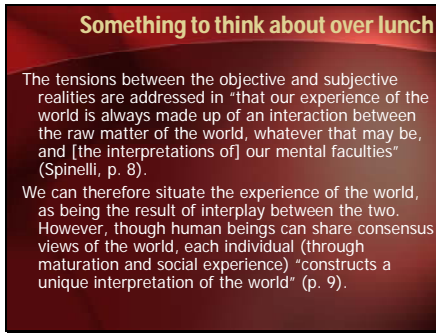 Something to think about over lunch
The tensions between the objective and subjective
realities are addressed in “that our experience of the
world is always made up of an interaction between
the raw matter of the world, whatever that may be,
and [the interpretations of] our mental faculties”
(Spinelli, p. 8).
We can therefore situate the experience of the world,
as being the result of interplay between the two.
However, though human beings can share consensus
views of the world, each individual (through
maturation and social experience) “constructs a
unique interpretation of the world” (p. 9).